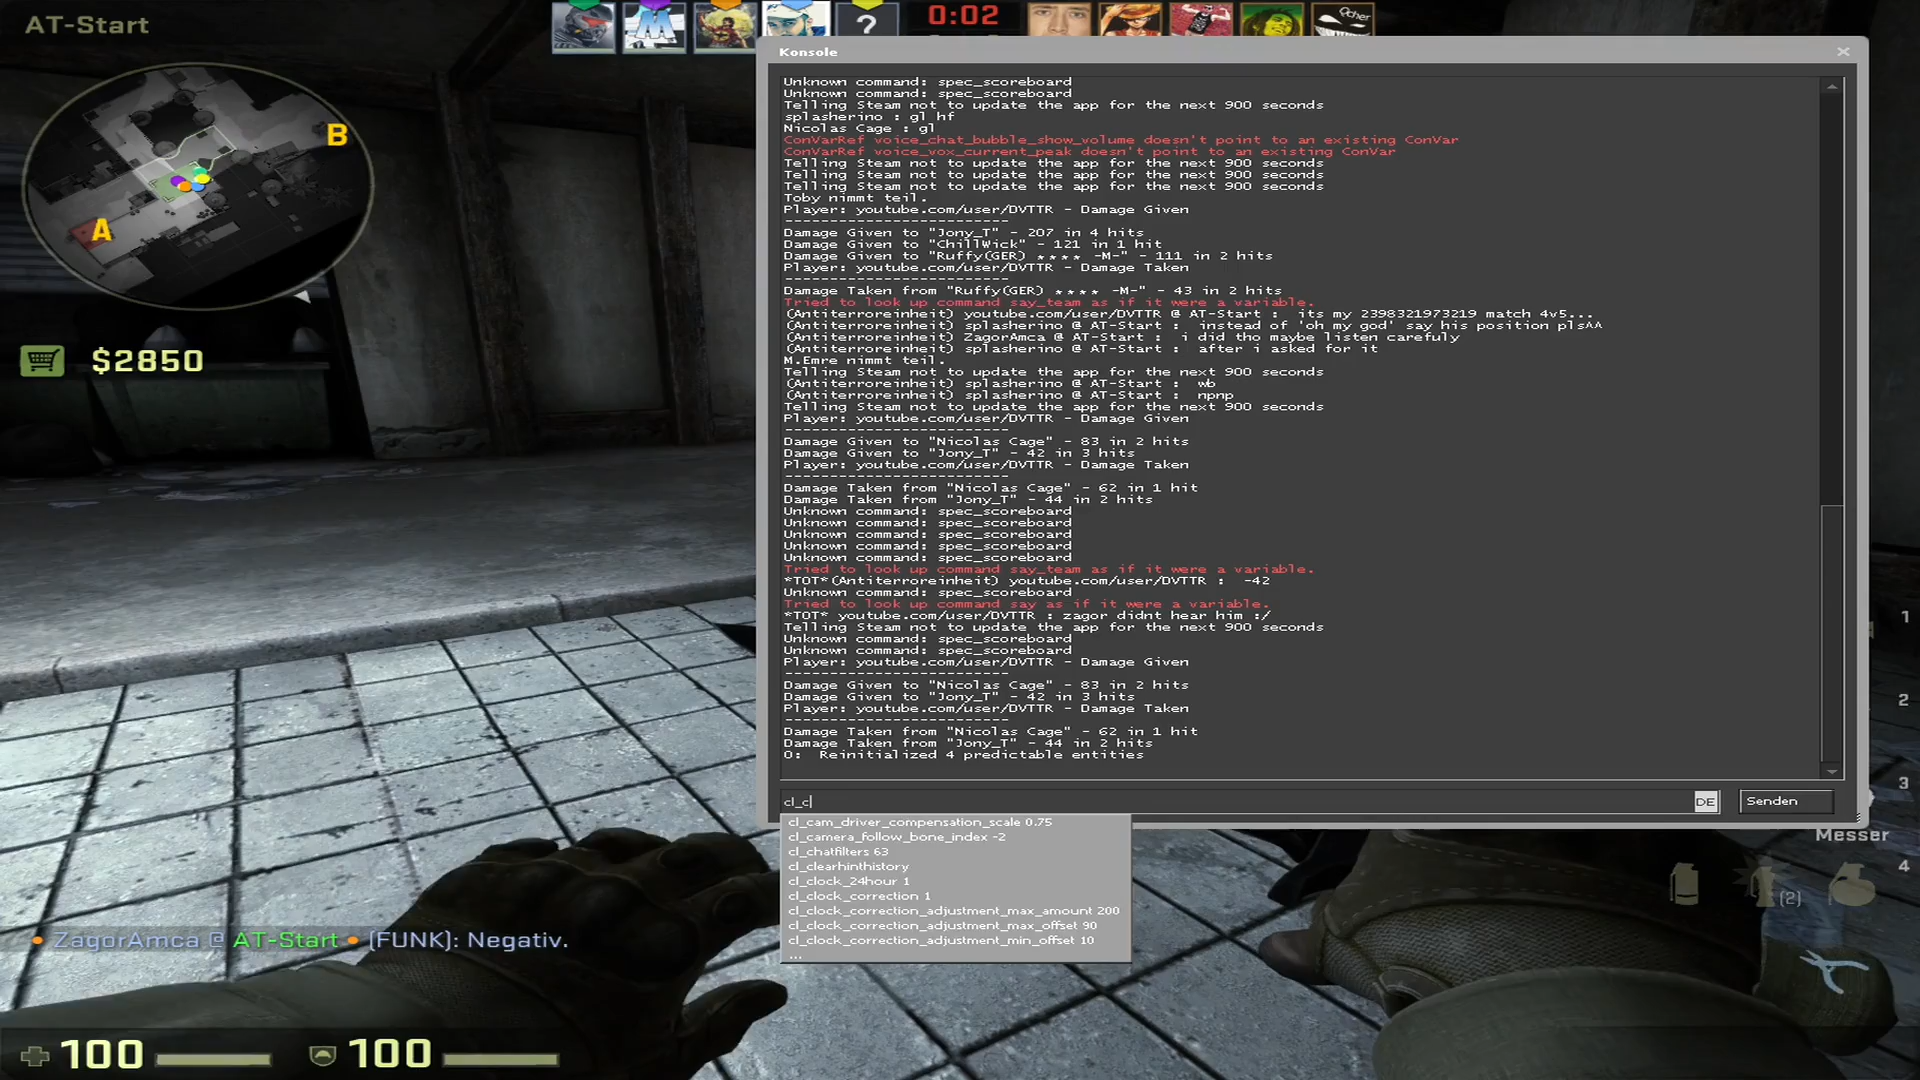 AT-Start
?
0:02
Konsole
B
A
$2850
Unknown command: spec_scoreboard
Unknown command: spec_scoreboard
Telling Steam not to update the app for the next 900 seconds
splasherino : gl hf
Nicolas Cage : gl
ConVarRef voice_chat_bubble_show_volume doesn't point to an existing ConVar
ConVarRef voice_vox_current_peak doesn't point to an existing ConVar
Telling Steam not to update the app for the next 900 seconds
Telling Steam not to update the app for the next 900 seconds
Telling Steam not to update the app for the next 900 seconds
Toby nimmt teil.
Player: youtube.com/user/DVTTR - Damage Given
-------------------------
Damage Given to "Jony_T" - 207 in 4 hits
Damage Given to "ChillWick" - 121 in 1 hit
Damage Given to "Ruffy(GER) **** -M-" - 111 in 2 hits
Player: youtube.com/user/DVTTR - Damage Taken
-------------------------
Damage Taken from "Ruffy(GER) **** -M-" - 43 in 2 hits
Tried to look up command say_team as if it were a variable.
(Antiterroreinheit) youtube.com/user/DVTTR @ AT-Start :  its my 2398321973219 match 4v5...
(Antiterroreinheit) splasherino @ AT-Start :  instead of 'oh my god' say his position pls^^
(Antiterroreinheit) ZagorAmca @ AT-Start :  i did tho maybe listen carefuly
(Antiterroreinheit) splasherino @ AT-Start :  after i asked for it
M.Emre nimmt teil.
Telling Steam not to update the app for the next 900 seconds
(Antiterroreinheit) splasherino @ AT-Start :  wb
(Antiterroreinheit) splasherino @ AT-Start :  npnp
Telling Steam not to update the app for the next 900 seconds
Player: youtube.com/user/DVTTR - Damage Given
-------------------------
Damage Given to "Nicolas Cage" - 83 in 2 hits
Damage Given to "Jony_T" - 42 in 3 hits
Player: youtube.com/user/DVTTR - Damage Taken
-------------------------
Damage Taken from "Nicolas Cage" - 62 in 1 hit
Damage Taken from "Jony_T" - 44 in 2 hits
Unknown command: spec_scoreboard
Unknown command: spec_scoreboard
Unknown command: spec_scoreboard
Unknown command: spec_scoreboard
Unknown command: spec_scoreboard
Tried to look up command say_team as if it were a variable.
*TOT*(Antiterroreinheit) youtube.com/user/DVTTR :  -42
Unknown command: spec_scoreboard
Tried to look up command say as if it were a variable.
*TOT* youtube.com/user/DVTTR : zagor didnt hear him :/
Telling Steam not to update the app for the next 900 seconds
Unknown command: spec_scoreboard
Unknown command: spec_scoreboard
Player: youtube.com/user/DVTTR - Damage Given
-------------------------
Damage Given to "Nicolas Cage" - 83 in 2 hits
Damage Given to "Jony_T" - 42 in 3 hits
Player: youtube.com/user/DVTTR - Damage Taken
-------------------------
Damage Taken from "Nicolas Cage" - 62 in 1 hit
Damage Taken from "Jony_T" - 44 in 2 hits
0:  Reinitialized 4 predictable entities
cl_c
DE
Senden
cl_cam_driver_compensation_scale 0.75
cl_camera_follow_bone_index -2
cl_chatfilters 63
cl_clearhinthistory
cl_clock_24hour 1
cl_clock_correction 1
cl_clock_correction_adjustment_max_amount 200
cl_clock_correction_adjustment_max_offset 90
cl_clock_correction_adjustment_min_offset 10
...
1
2
3
Messer
4
(2)
• ZagorAmca @ AT-Start • (FUNK): Negativ.
100
100